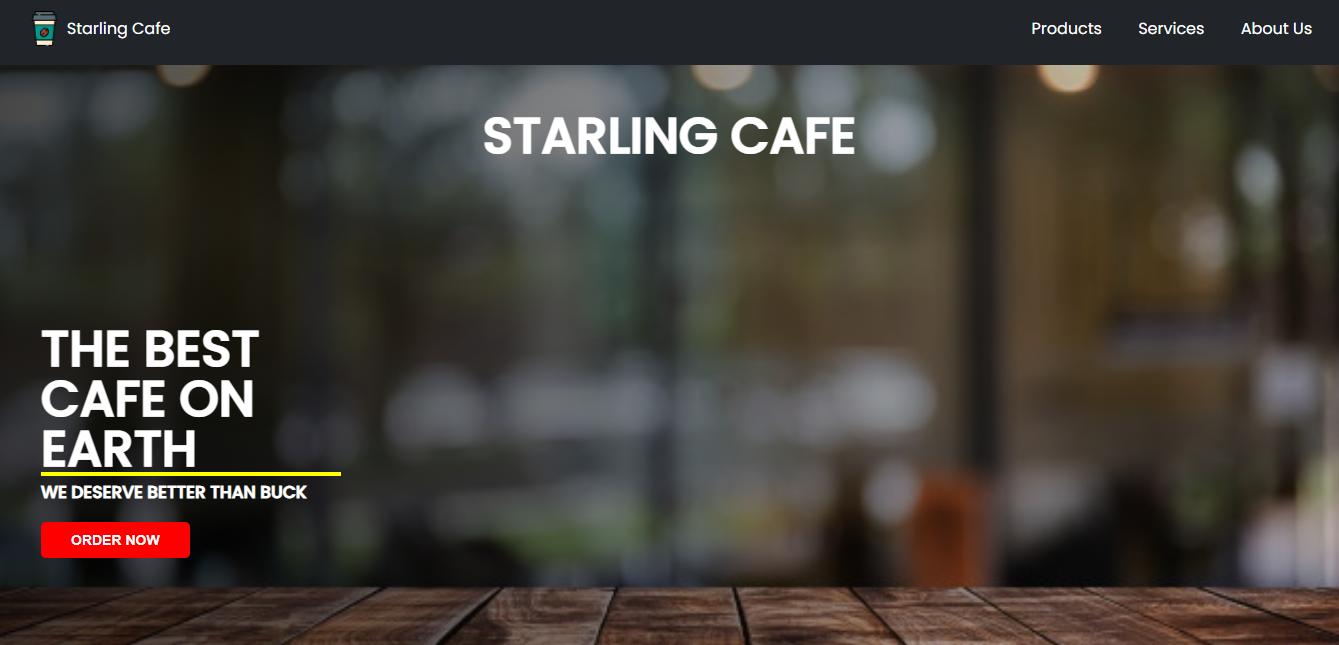 Starling Cafe
Products
Services
About Us
STARLING CAFE
THE BEST
CAFE ON
EARTH
WE DESERVE BETTER THAN BUCK
ORDER NOW